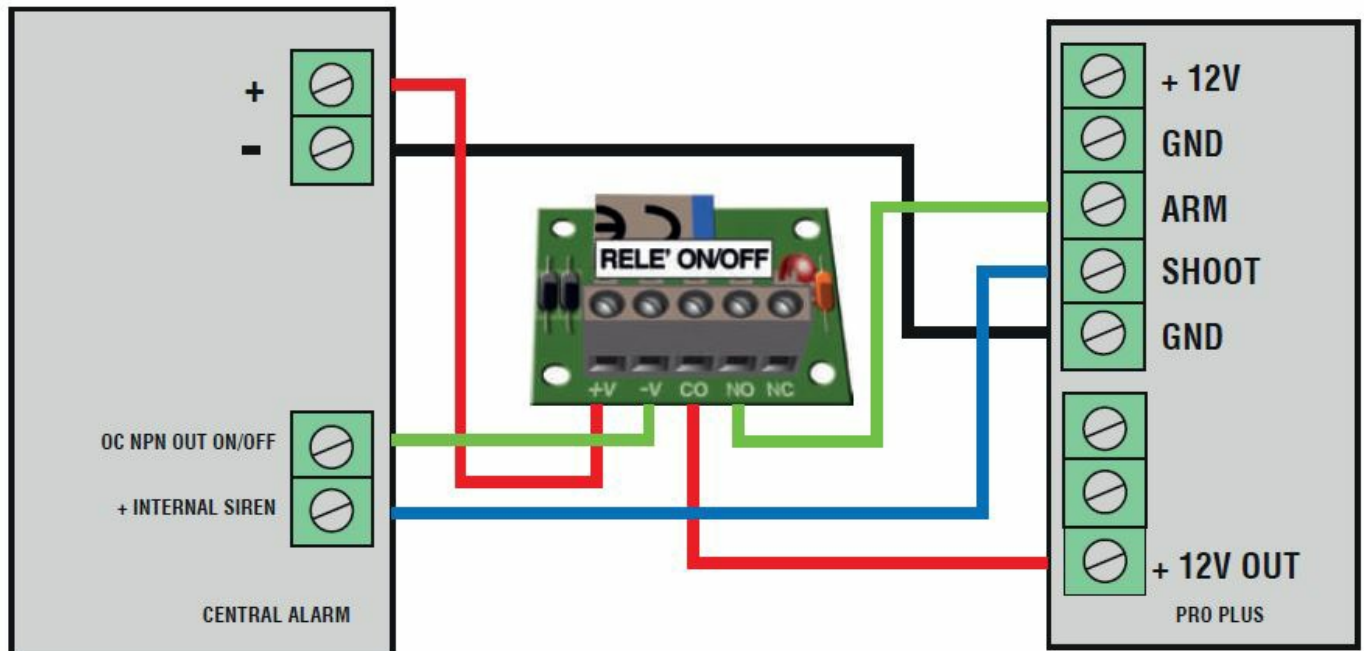 +
-
OC NPN OUT ON/OFF
+ INTERNAL SIREN
CENTRAL ALARM
RELE' ON/OFF
+V -V CO NO NC
+ 12V
GND
ARM
SHOOT
GND
+ 12V OUT
PRO PLUS